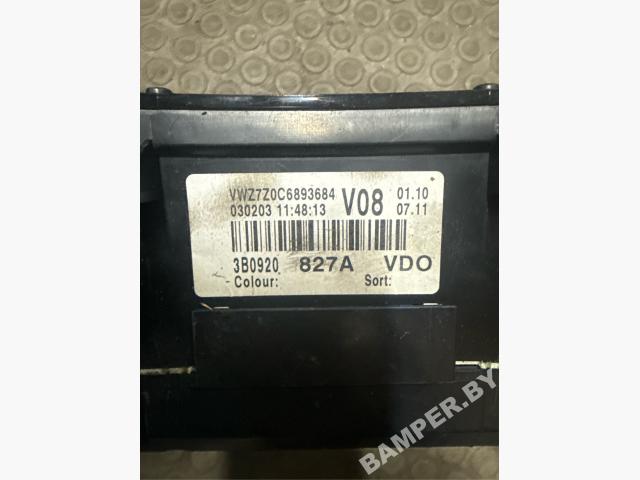 VWZ7Z0C6893684 V08 01.10
030203 11:48:13 07.11
3B0920 827A VDO
Colour: Sort:
BAMPER.BY